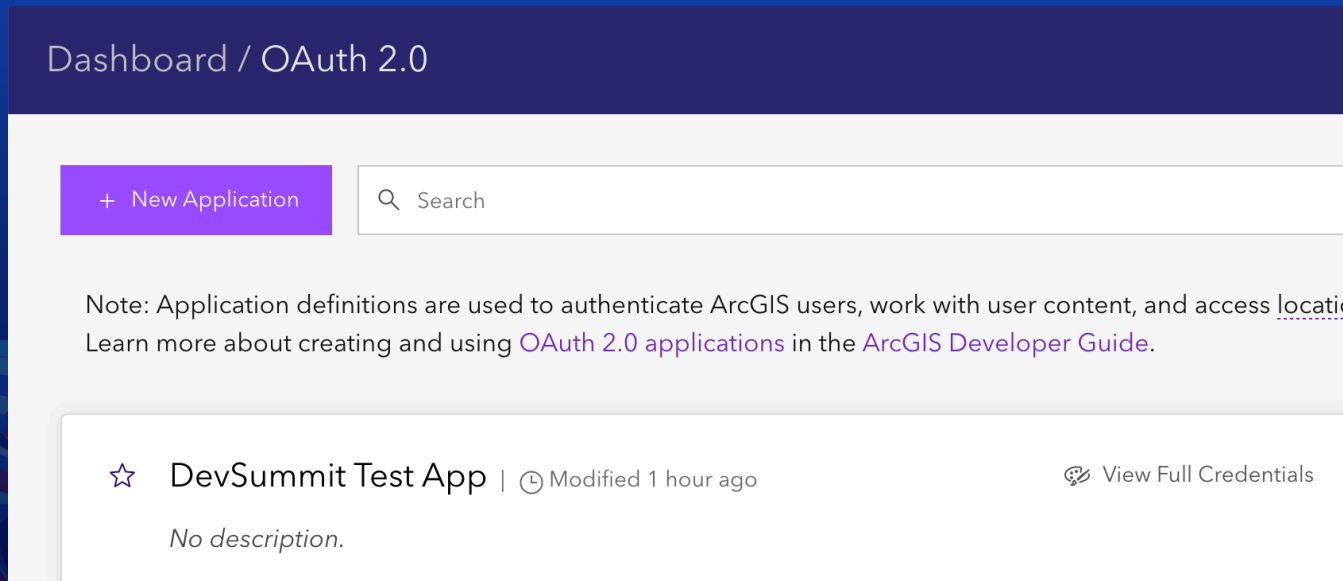 Dashboard / OAuth 2.0
+ New Application
Search
Note: Application definitions are used to authenticate ArcGIS users, work with user content, and access
Learn more about creating and using OAuth 2.0 applications in the ArcGIS Developer Guide.
DevSummit Test App | Modified 1 hour ago
View Full Credentials
No description.